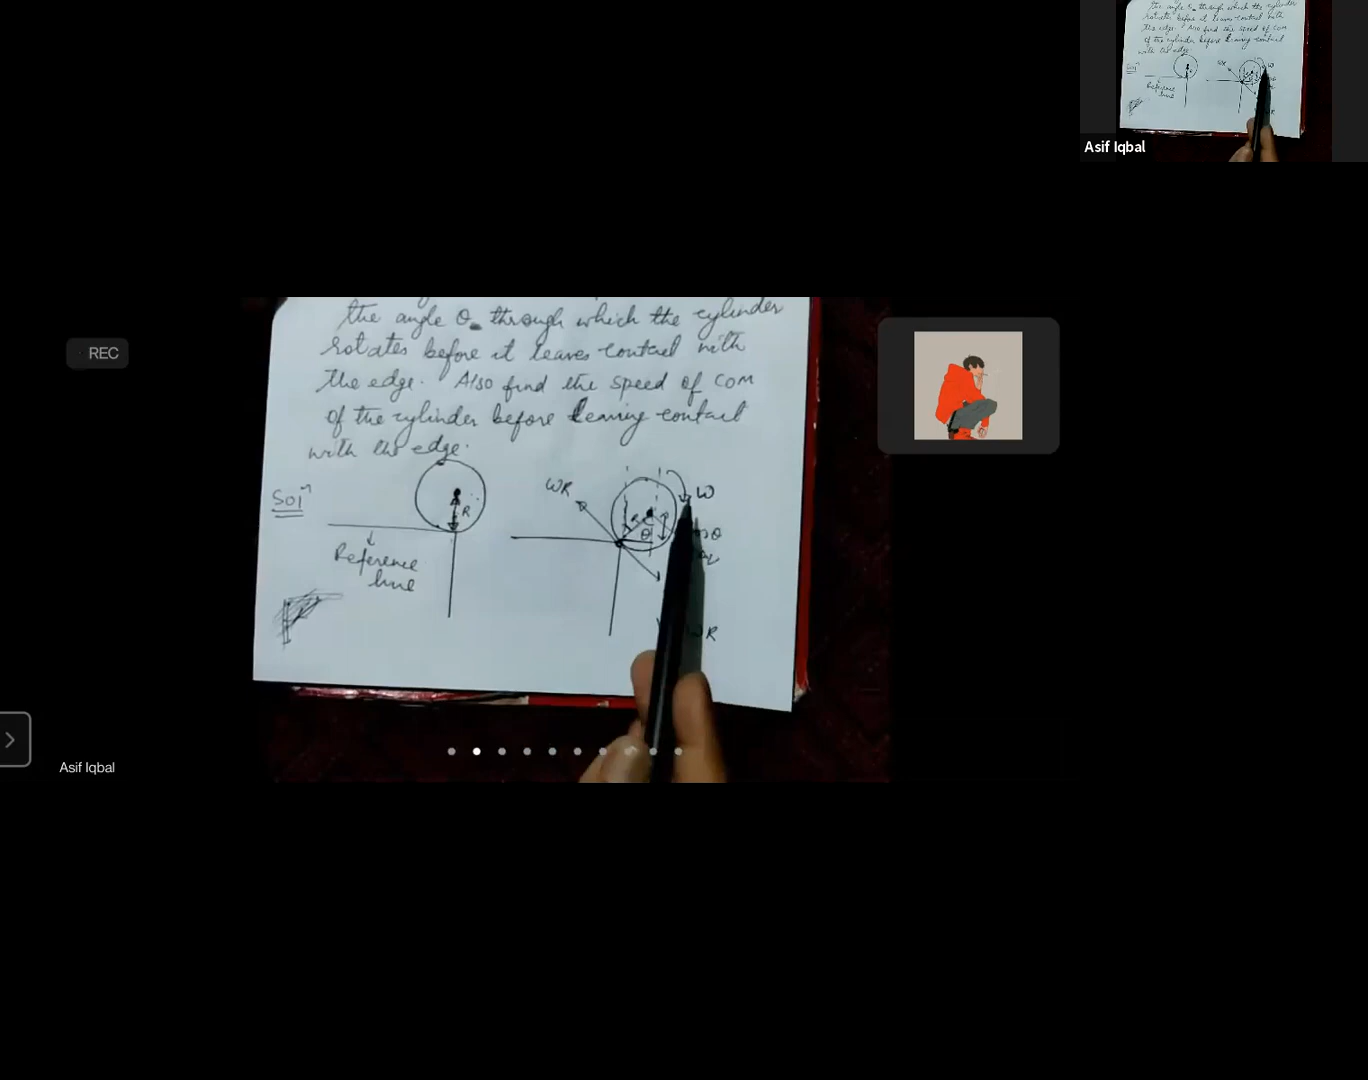 the angle θ through which the cylinder
rotates before it leaves contact with
the edge. Also find the speed of com
of the cylinder before leaving contact
with the edge.
Solⁿ
R
Reference
line
ωR
ω
θ
ωR
REC
Asif Iqbal
Asif Iqbal